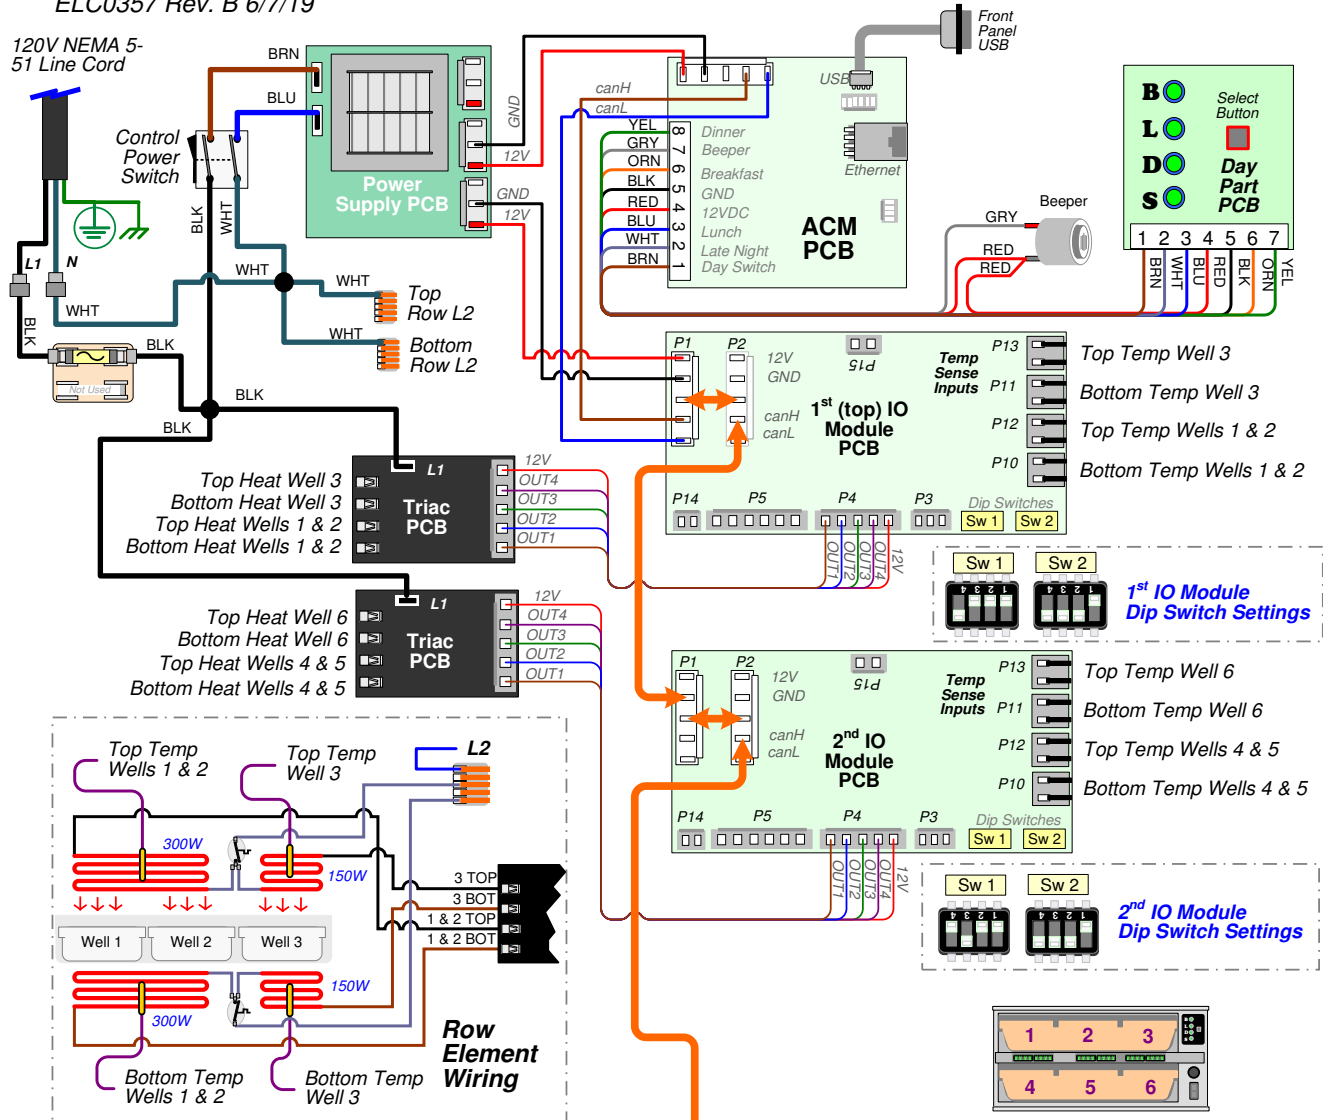 ELC0357 Rev. B 6/7/19
120V NEMA 5-
51 Line Cord
BRN
BLU
Control
Power
Switch
BLK
WHT
L1
N
WHT
BLK
WHT
BLK
Not Used
BLK
BLK
Power
Supply PCB
GND
12V
GND
12V
WHT
Top
Row L2
WHT
Bottom
Row L2
canH
canL
YEL
GRY
ORN
BLK
RED
BLU
WHT
BRN
8
7
6
5
4
3
2
1
Dinner
Beeper
Breakfast
GND
12VDC
Lunch
Late Night
Day Switch
USB
Ethernet
ACM
PCB
Front
Panel
USB
GRY
RED
RED
Beeper
B
L
D
S
Select
Button
Day
Part
PCB
1 2 3 4 5 6 7
BRN
WHT
BLU
RED
BLK
ORN
YEL
P1
P2
12V
GND
canH
canL
P15
1st (top) IO
Module
PCB
Temp
Sense
Inputs
P13
P11
P12
P10
Top Temp Well 3
Bottom Temp Well 3
Top Temp Wells 1 & 2
Bottom Temp Wells 1 & 2
P14
P5
P4
P3
Dip Switches
Sw 1
Sw 2
OUT1
OUT2
OUT3
OUT4
12V
Top Heat Well 3
Bottom Heat Well 3
Top Heat Wells 1 & 2
Bottom Heat Wells 1 & 2
L1
Triac
PCB
12V
OUT4
OUT3
OUT2
OUT1
Sw 1
Sw 2
4 3 2 1
4 3 2 1
1st IO Module
Dip Switch Settings
Top Heat Well 6
Bottom Heat Well 6
Top Heat Wells 4 & 5
Bottom Heat Wells 4 & 5
L1
Triac
PCB
12V
OUT4
OUT3
OUT2
OUT1
P1
P2
12V
GND
canH
canL
P15
2nd IO
Module
PCB
Temp
Sense
Inputs
P13
P11
P12
P10
Top Temp Well 6
Bottom Temp Well 6
Top Temp Wells 4 & 5
Bottom Temp Wells 4 & 5
P14
P5
P4
P3
Dip Switches
Sw 1
Sw 2
OUT1
OUT2
OUT3
OUT4
12V
Sw 1
Sw 2
4 3 2 1
4 3 2 1
2nd IO Module
Dip Switch Settings
Top Temp
Wells 1 & 2
Top Temp
Well 3
L2
300W
150W
3 TOP
3 BOT
1 & 2 TOP
1 & 2 BOT
Well 1
Well 2
Well 3
150W
300W
Bottom Temp
Wells 1 & 2
Bottom Temp
Well 3
Row
Element
Wiring
1 2 3
B
L
D
S
4 5 6